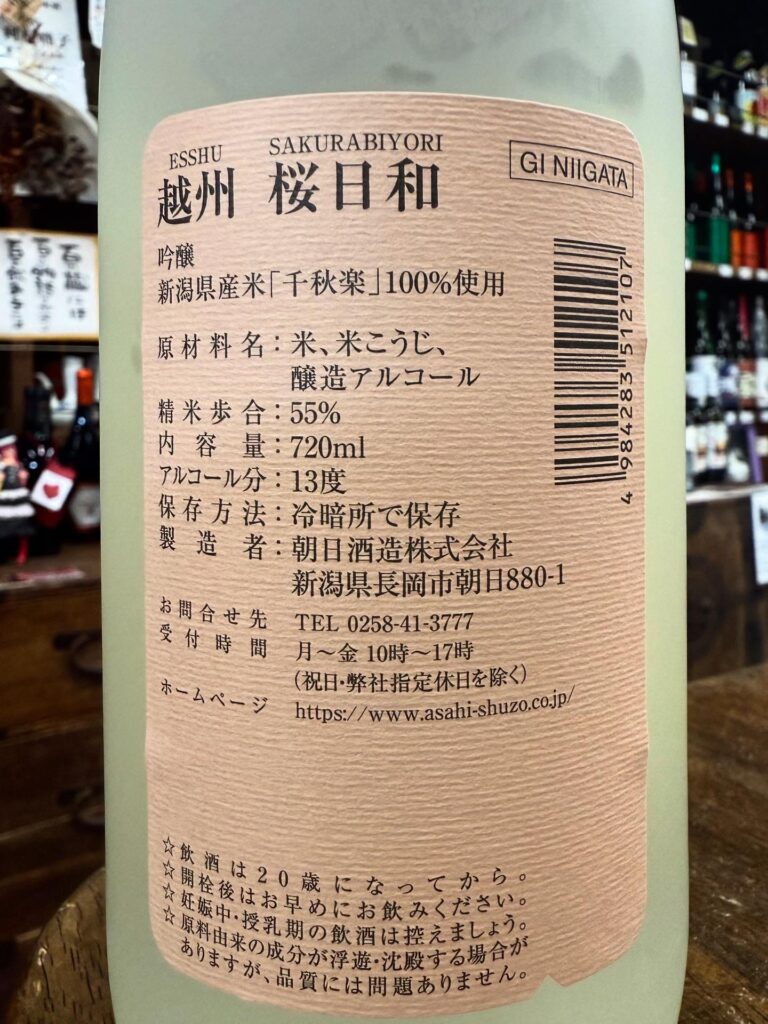 ESSHU SAKURABIYORI
越州 桜日和
GI NIIGATA
吟醸
新潟県産米「千秋楽」100%使用
原材料名：米、米こうじ、
醸造アルコール
精米歩合：55%
内容量：720ml
アルコール分：13度
保存方法：冷暗所で保存
製造者：朝日酒造株式会社
新潟県長岡市朝日880-1
お問合せ先 TEL 0258-41-3777
受付時間 月～金 10時～17時
（祝日・弊社指定休日を除く）
ホームページ https://www.asahi-shuzo.co.jp/
4 984283 512107
☆飲酒は20歳になってから。
☆開栓後はお早めにお飲みください。
☆妊娠中・授乳期の飲酒は控えましょう。
☆原料由来の成分が浮遊・沈殿する場合が
ありますが、品質には問題ありません。